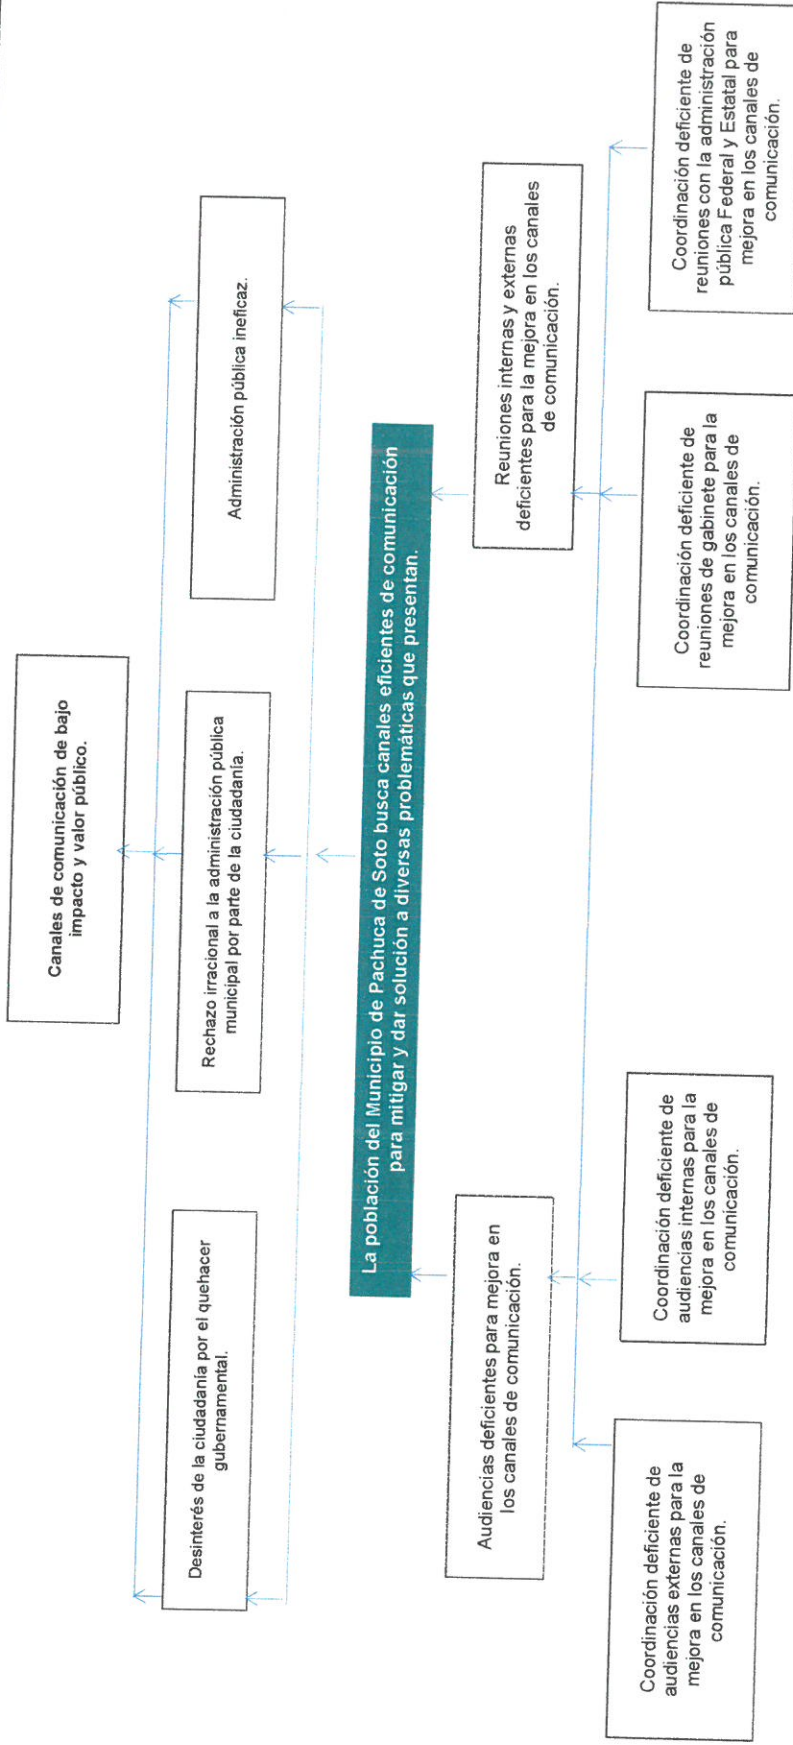 Canales de comunicación de bajo
impacto y valor público.
Desinterés de la ciudadanía por el quehacer
gubernamental.
Rechazo irracional a la administración pública
municipal por parte de la ciudadanía.
Administración pública ineficaz.
La población del Municipio de Pachuca de Soto busca canales eficientes de comunicación
para mitigar y dar solución a diversas problemáticas que presentan.
Audiencias deficientes para mejora en
los canales de comunicación.
Reuniones internas y externas
deficientes para la mejora en los canales
de comunicación.
Coordinación deficiente de
audiencias externas para la
mejora en los canales de
comunicación.
Coordinación deficiente de
audiencias internas para la
mejora en los canales de
comunicación.
Coordinación deficiente de
reuniones de gabinete para la
mejora en los canales de
comunicación.
Coordinación deficiente de
reuniones con la administración
pública Federal y Estatal para
mejora en los canales de
comunicación.